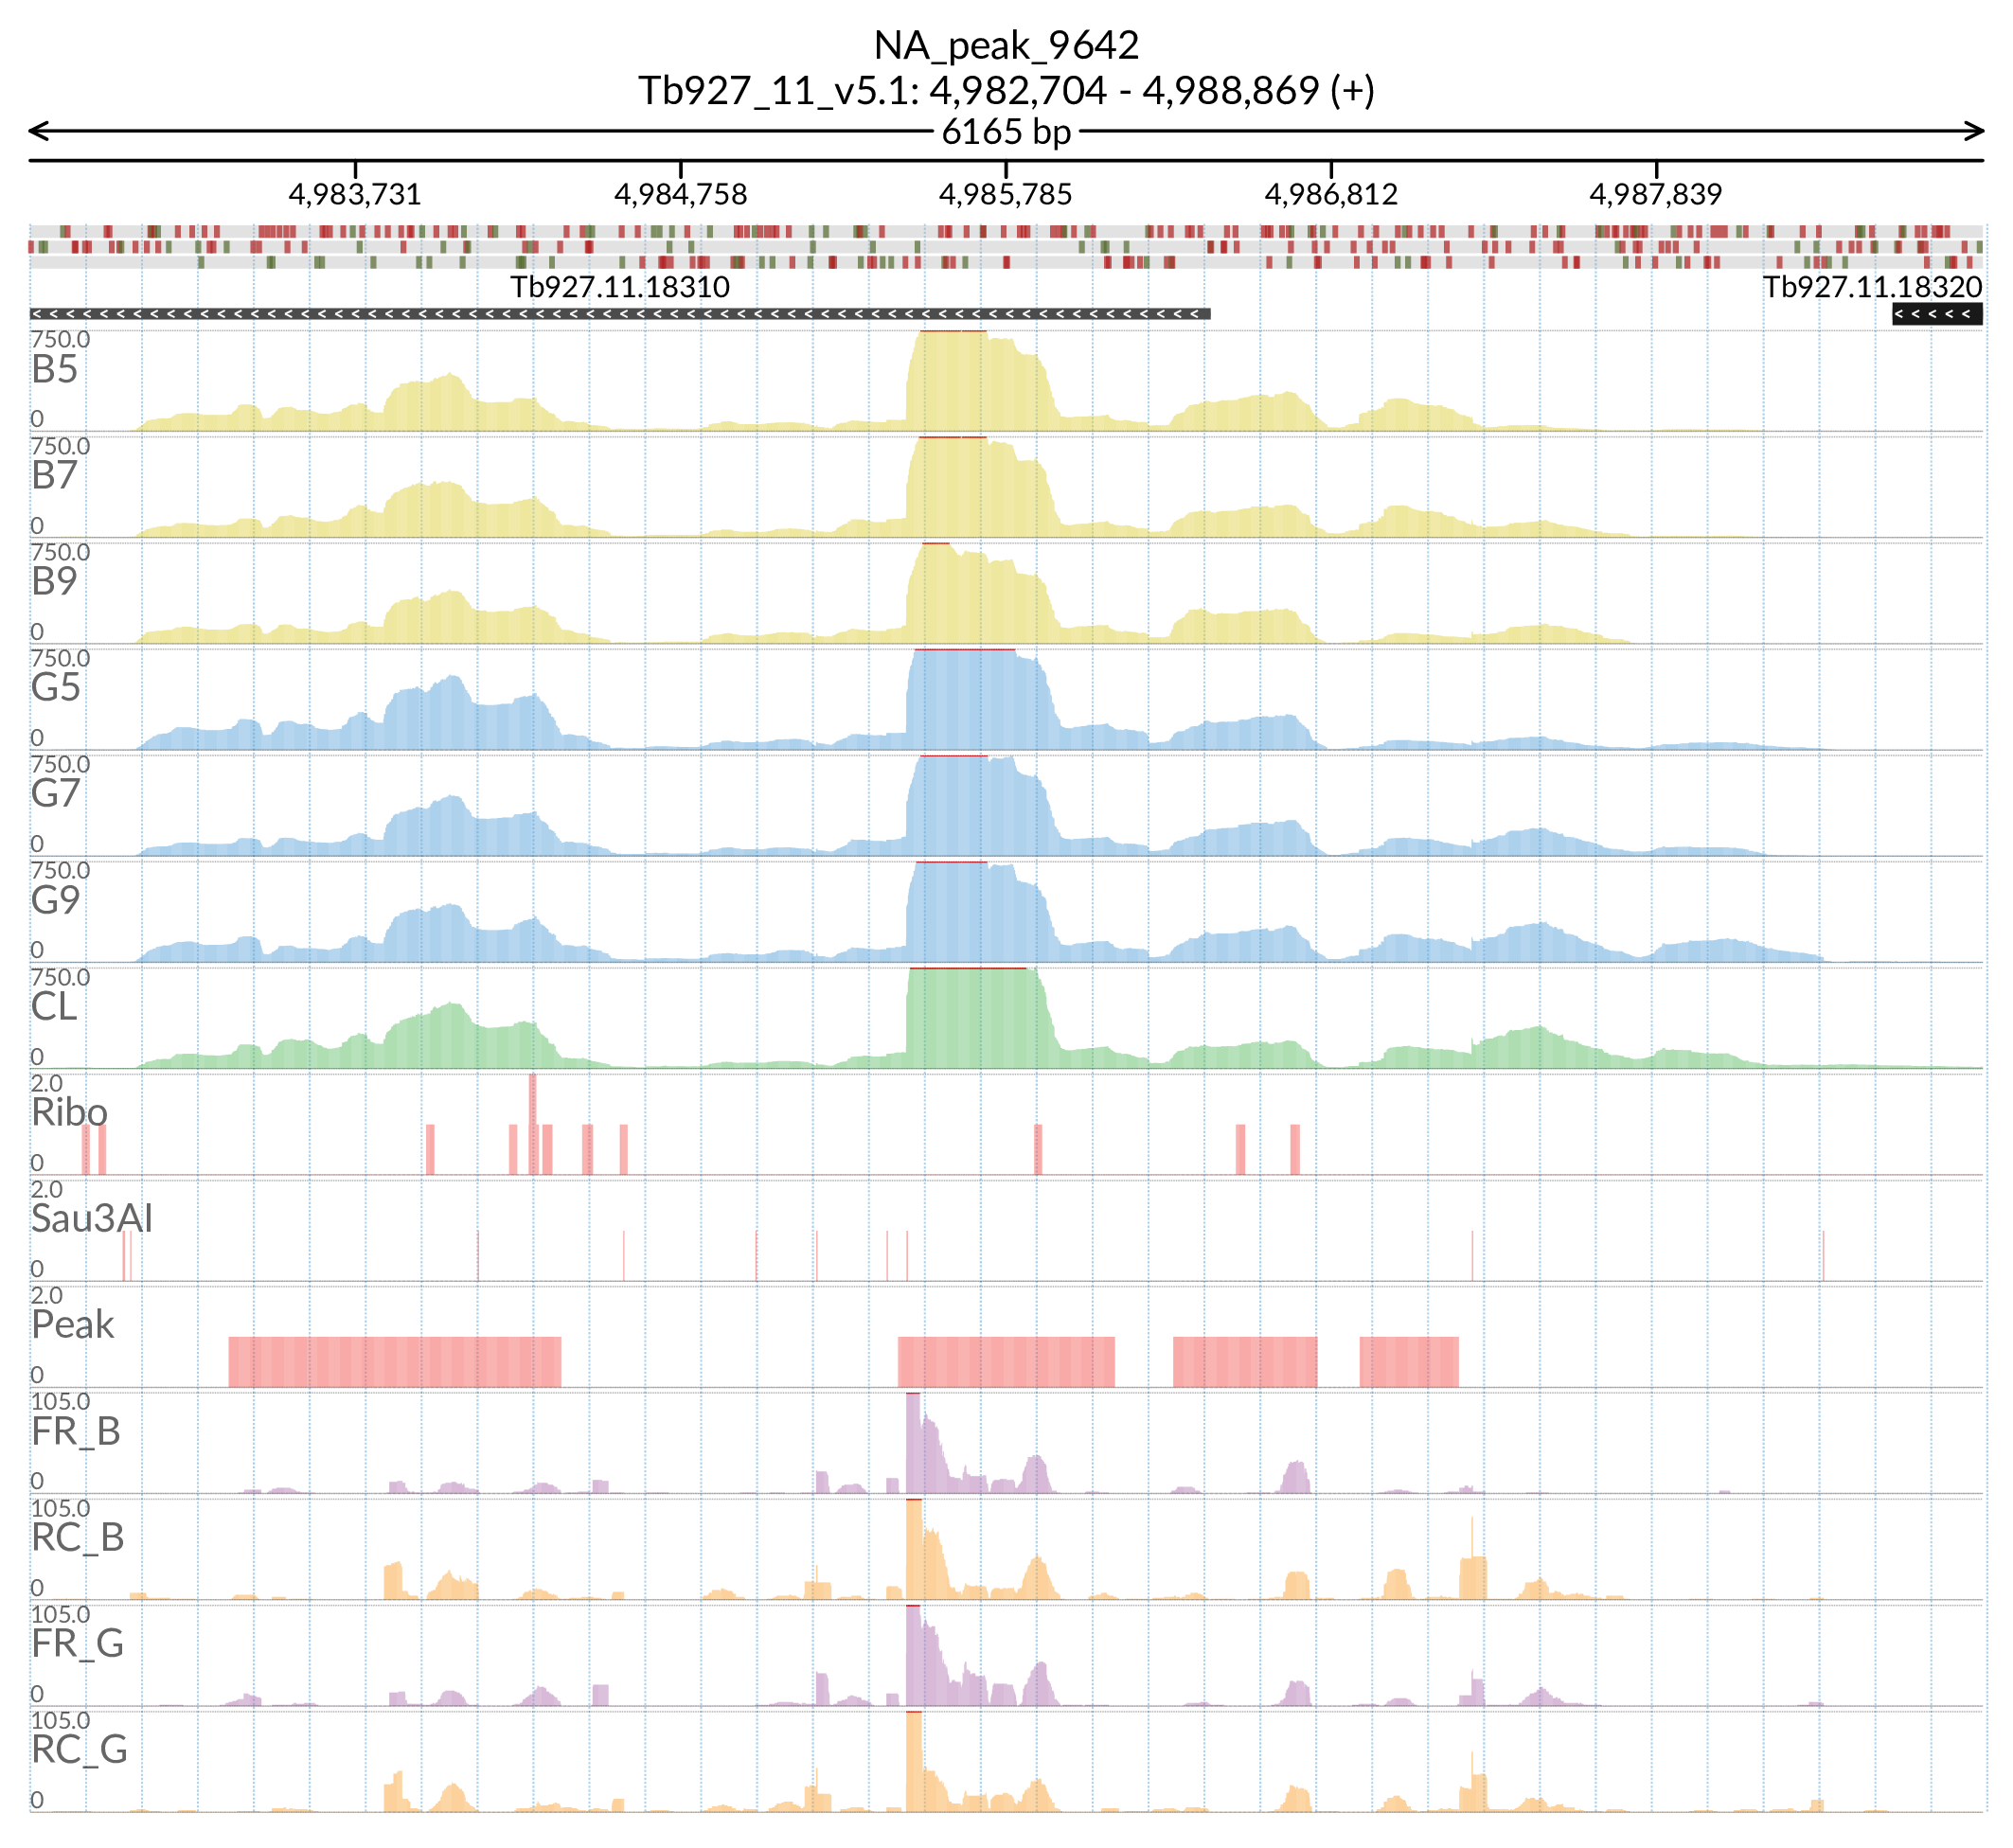 NA_peak_9642
Tb927_11_v5.1: 4,982,704 - 4,988,869 (+)
6165 bp
4,983,731 4,984,758 4,985,785 4,986,812 4,987,839
Tb927.11.18310 Tb927.11.18320
750.0
B5
0
750.0
B7
0
750.0
B9
0
750.0
G5
0
750.0
G7
0
750.0
G9
0
750.0
CL
0
2.0
Ribo
0
2.0
Sau3AI
0
2.0
Peak
0
105.0
FR_B
0
105.0
RC_B
0
105.0
FR_G
0
105.0
RC_G
0